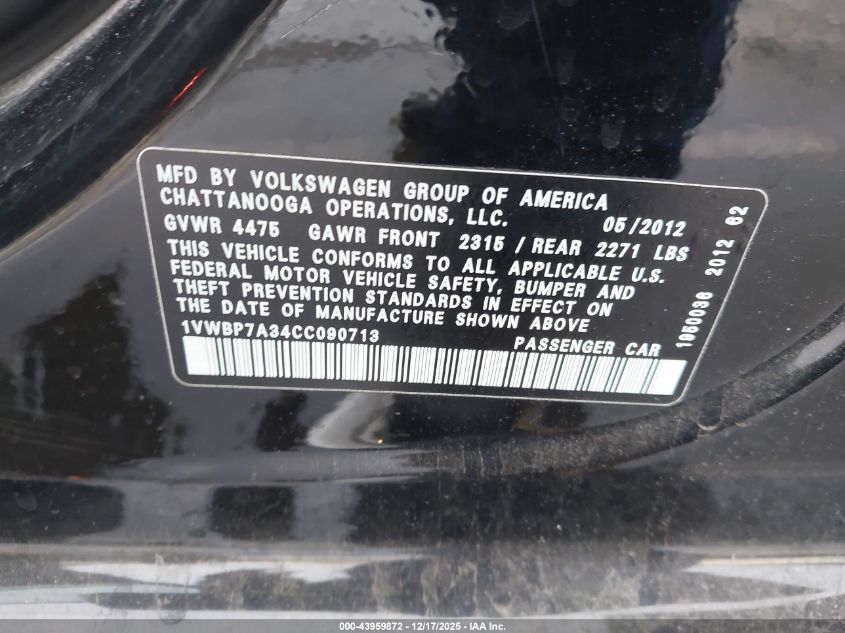 MFD BY VOLKSWAGEN GROUP OF AMERICA
CHATTANOOGA OPERATIONS, LLC. 05/2012
GVWR 4475 GAWR FRONT 2315 / REAR 2271 LBS
THIS VEHICLE CONFORMS TO ALL APPLICABLE U.S.
FEDERAL MOTOR VEHICLE SAFETY, BUMPER AND
THEFT PREVENTION STANDARDS IN EFFECT ON
THE DATE OF MANUFACTURE SHOWN ABOVE
1VWBP7A34CC090713 PASSENGER CAR
1950036 2012 62
000-43959872 - 12/17/2025 - IAA Inc.